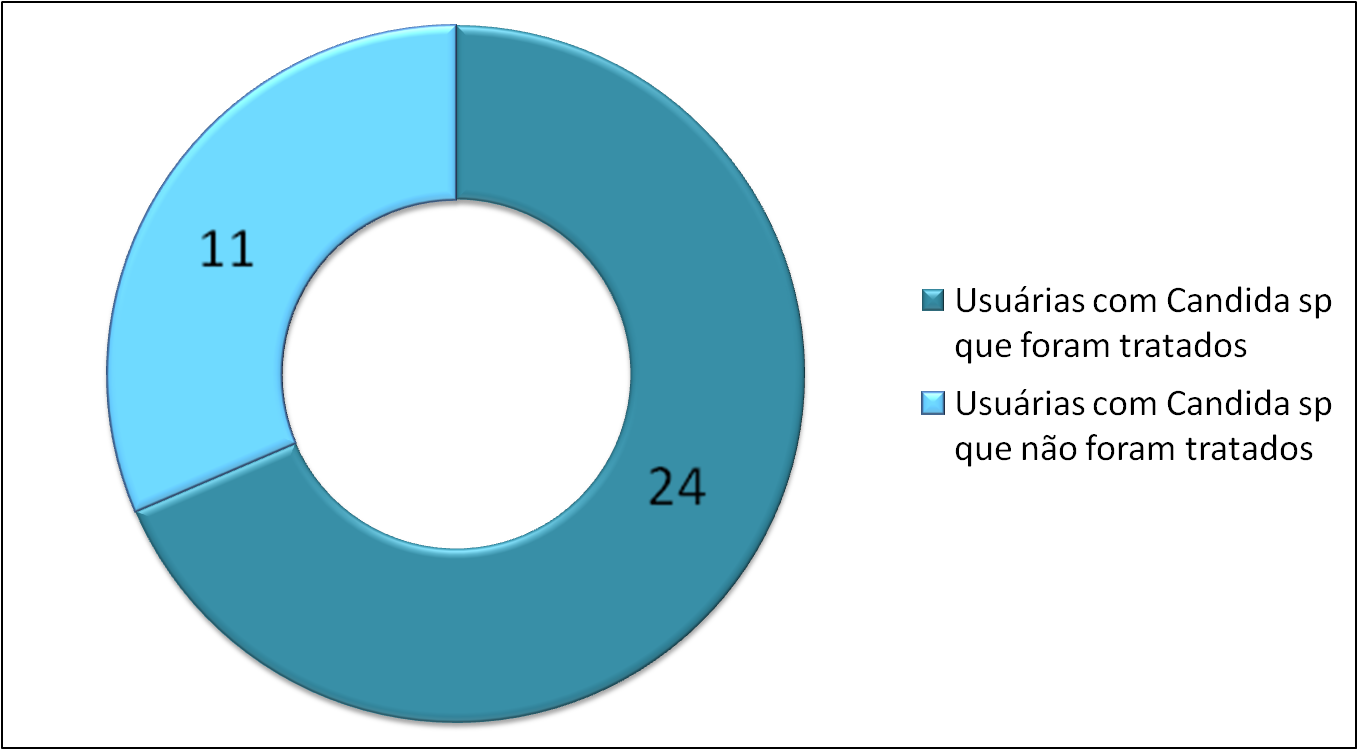 11
24
Usuárias com Candida sp
que foram tratados
Usuárias com Candida sp
que não foram tratados